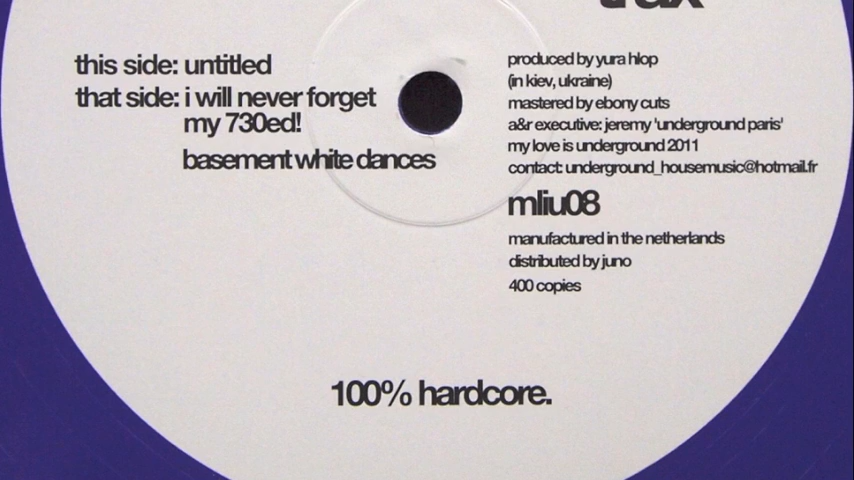 trax
this side: untitled
that side: i will never forget
my 730ed!
basement white dances
produced by yura hlop
(in kiev, ukraine)
mastered by ebony cuts
a&r executive: jeremy 'underground paris'
my love is underground 2011
contact: underground_housemusic@hotmail.fr
mliu08
manufactured in the netherlands
distributed by juno
400 copies
100% hardcore.